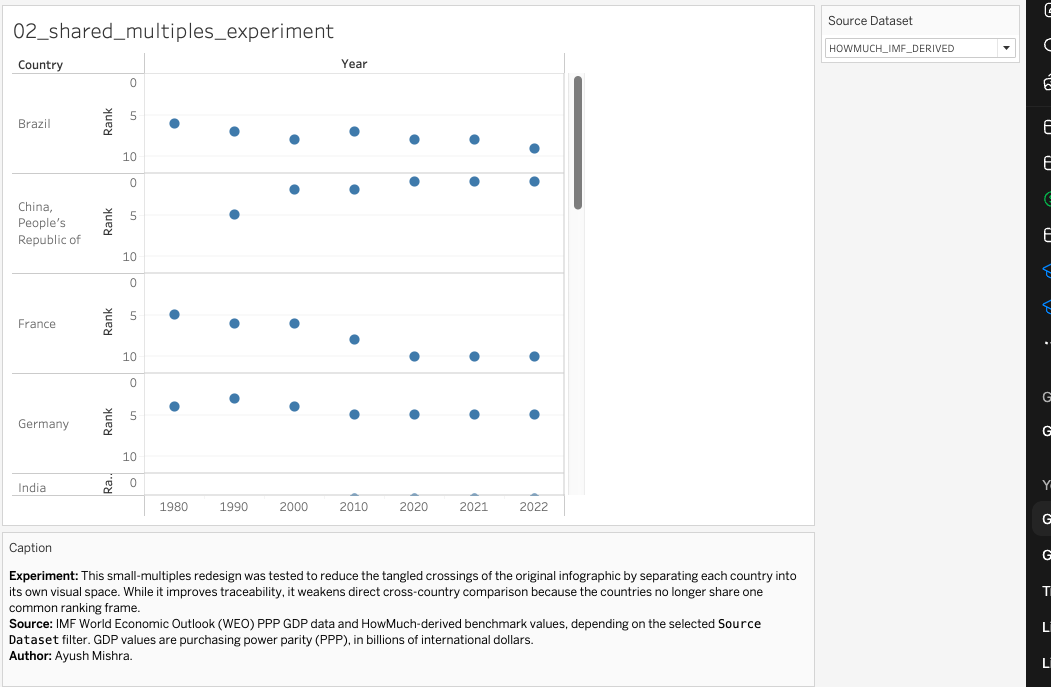 02_shared_multiples_experiment
Source Dataset
HOWMUCH_IMF_DERIVED
Country
Year
Brazil
Rank
0
5
10
China,
People's
Republic of
Rank
0
5
10
France
Rank
0
5
10
Germany
Rank
0
5
10
India
Ra..
0
1980 1990 2000 2010 2020 2021 2022
Caption
Experiment: This small-multiples redesign was tested to reduce the tangled crossings of the original infographic by separating each country into
its own visual space. While it improves traceability, it weakens direct cross-country comparison because the countries no longer share one
common ranking frame.
Source: IMF World Economic Outlook (WEO) PPP GDP data and HowMuch-derived benchmark values, depending on the selected Source
Dataset filter. GDP values are purchasing power parity (PPP), in billions of international dollars.
Author: Ayush Mishra.